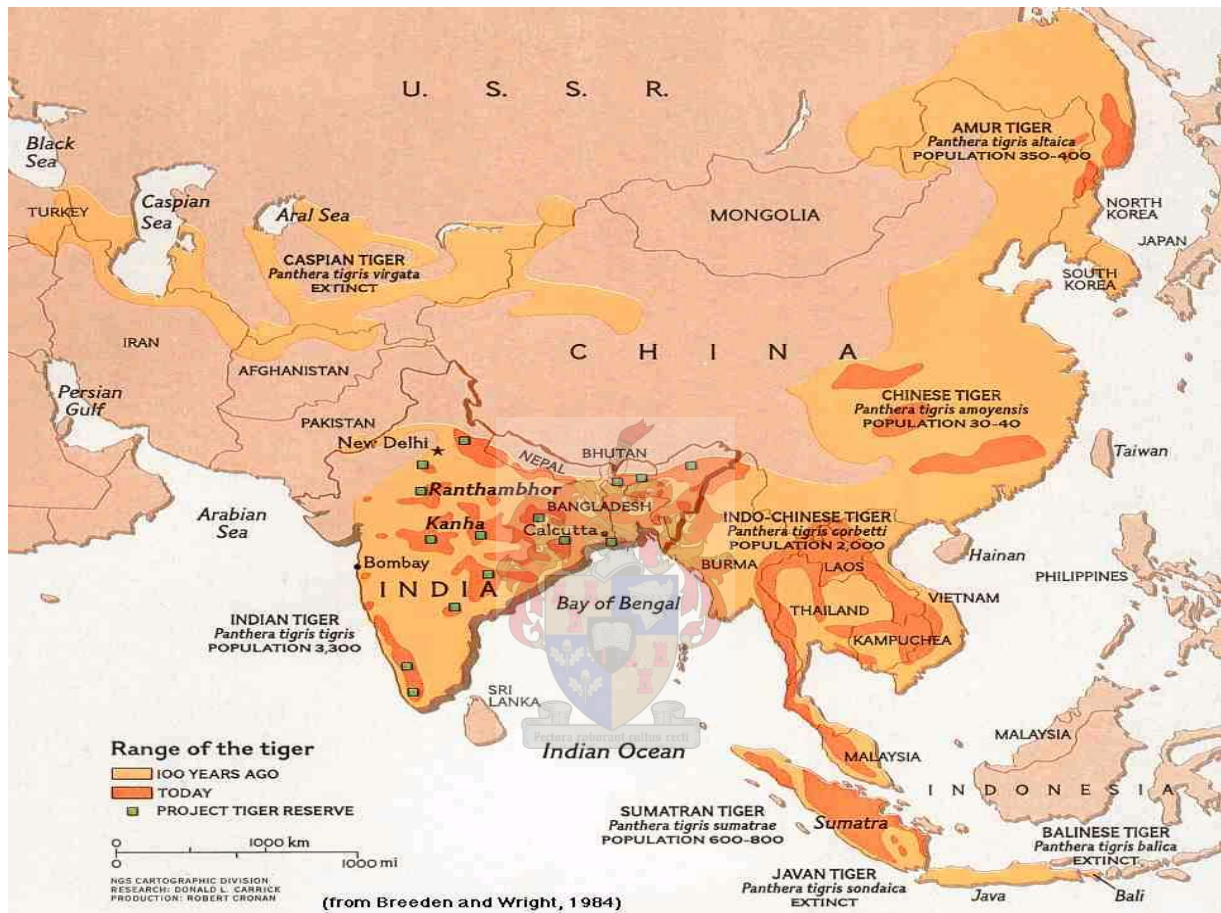 U. S. S. R.
Black
Sea
AMUR TIGER
Panthera tigris altaica
POPULATION 350-400
TURKEY
Caspian
Sea
Aral Sea
MONGOLIA
NORTH
KOREA
JAPAN
CASPIAN TIGER
Panthera tigris virgata
EXTINCT
SOUTH
KOREA
IRAN
C H I N A
AFGHANISTAN
Persian
Gulf
CHINESE TIGER
Panthera tigris amoyensis
POPULATION 30-40
PAKISTAN
New Delhi
NEPAL
BHUTAN
Taiwan
Ranthambhor
Arabian
Sea
BANGLADESH
Kanha
Calcutta
INDO-CHINESE TIGER
Panthera tigris corbetti
POPULATION 2,000
Hainan
Bombay
BURMA
LAOS
PHILIPPINES
I N D I A
Bay of Bengal
VIETNAM
THAILAND
INDIAN TIGER
Panthera tigris tigris
POPULATION 3,300
KAMPUCHEA
SRI
LANKA
Pectora roborant cultus recti
Indian Ocean
MALAYSIA
MALAYSIA
Range of the tiger
100 YEARS AGO
TODAY
PROJECT TIGER RESERVE
I N D O N E S I A
SUMATRAN TIGER
Panthera tigris sumatrae
POPULATION 600-800
Sumatra
BALINESE TIGER
Panthera tigris balica
EXTINCT
0 1000 km
0 1000 mi
JAVAN TIGER
Panthera tigris sondaica
EXTINCT
Java
Bali
NGS CARTOGRAPHIC DIVISION
RESEARCH: DONALD L. CARRICK
PRODUCTION: ROBERT CRONAN
(from Breeden and Wright, 1984)